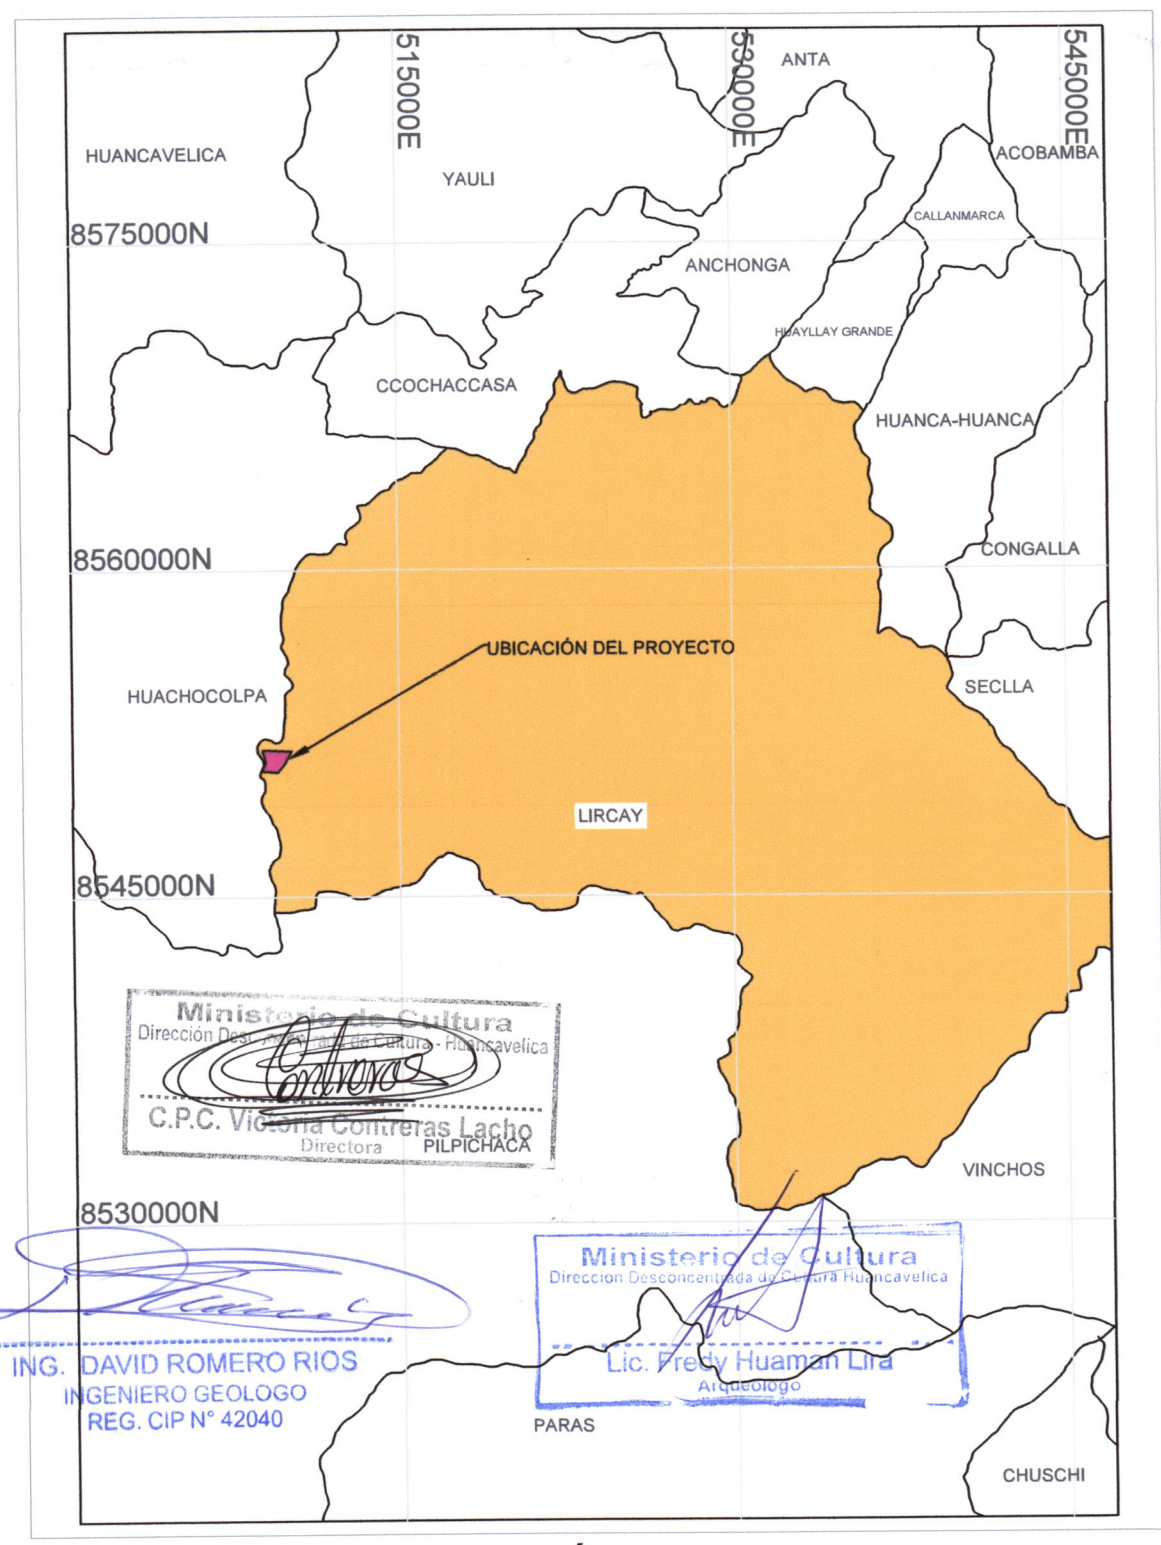 515000E
530000E
545000E
ANTA
HUANCAVELICA
YAULI
ACOBAMBA
CALLANMARCA
8575000N
ANCHONGA
HUAYLLAY GRANDE
CCOCHACCASA
HUANCA-HUANCA
8560000N
CONGALLA
UBICACIÓN DEL PROYECTO
HUACHOCOLPA
SECLLA
LIRCAY
8545000N
Ministerio de Cultura
Dirección Desconcentrada de Cultura - Huancavelica
Contreras
C.P.C. Victoria Contreras Lacho
Directora
PILPICHACA
VINCHOS
8530000N
Ministerio de Cultura
Dirección Desconcentrada de Cultura Huancavelica
Lic. Fredy Huaman Lira
Arqueologo
ING. DAVID ROMERO RIOS
INGENIERO GEOLOGO
REG. CIP N° 42040
PARAS
CHUSCHI